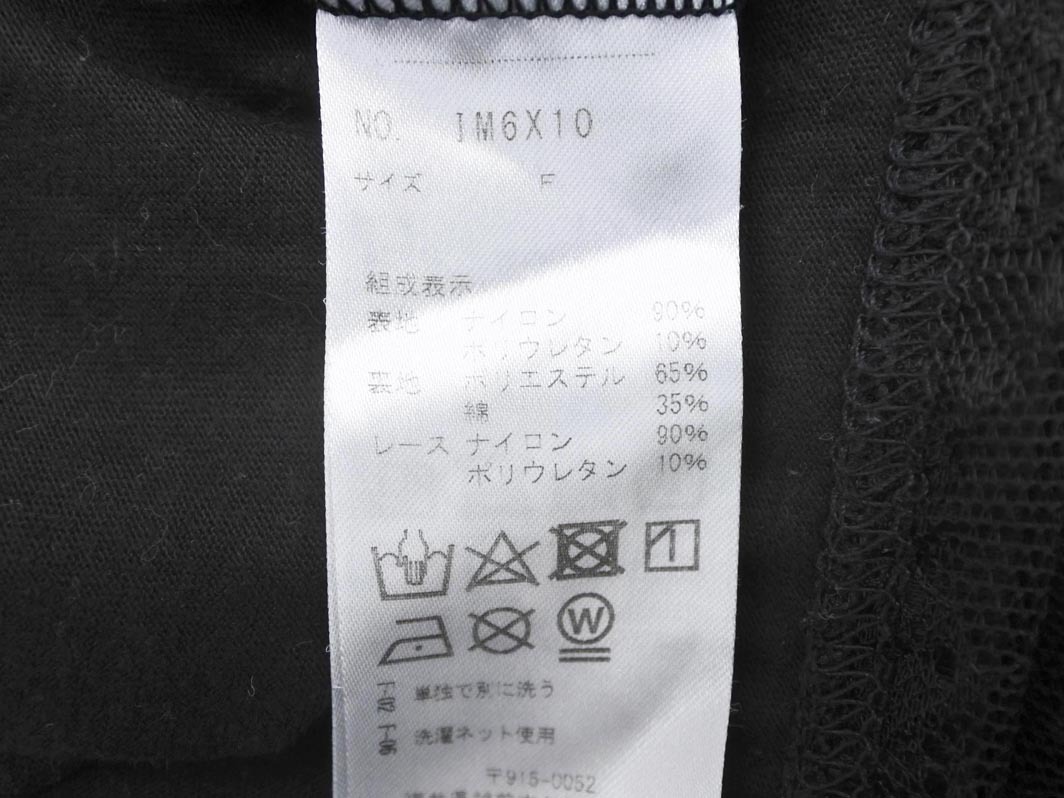 NO. IM6X10
サイズ F
組成表示
表地 ナイロン 90%
ポリウレタン 10%
裏地 ポリエステル 65%
綿 35%
レース ナイロン 90%
ポリウレタン 10%
W
単独で別に洗う
洗濯ネット使用
〒915-0052